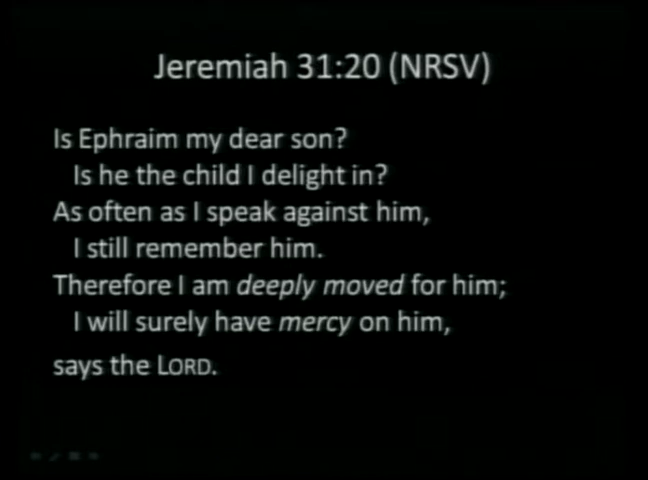 Jeremiah 31:20 (NRSV)
Is Ephraim my dear son?
Is he the child I delight in?
As often as I speak against him,
I still remember him.
Therefore I am deeply moved for him;
I will surely have mercy on him,
says the LORD.